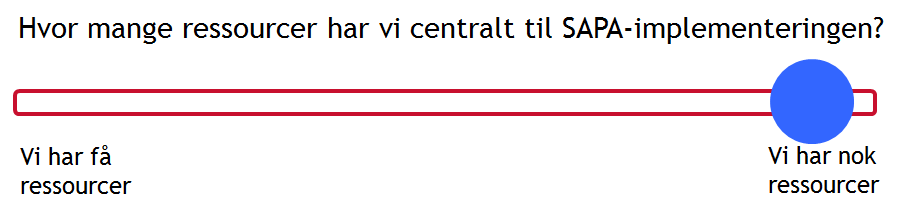 Hvor mange ressourcer har vi centralt til SAPA-implementeringen?
Vi har få
ressourcer
Vi har nok
ressourcer